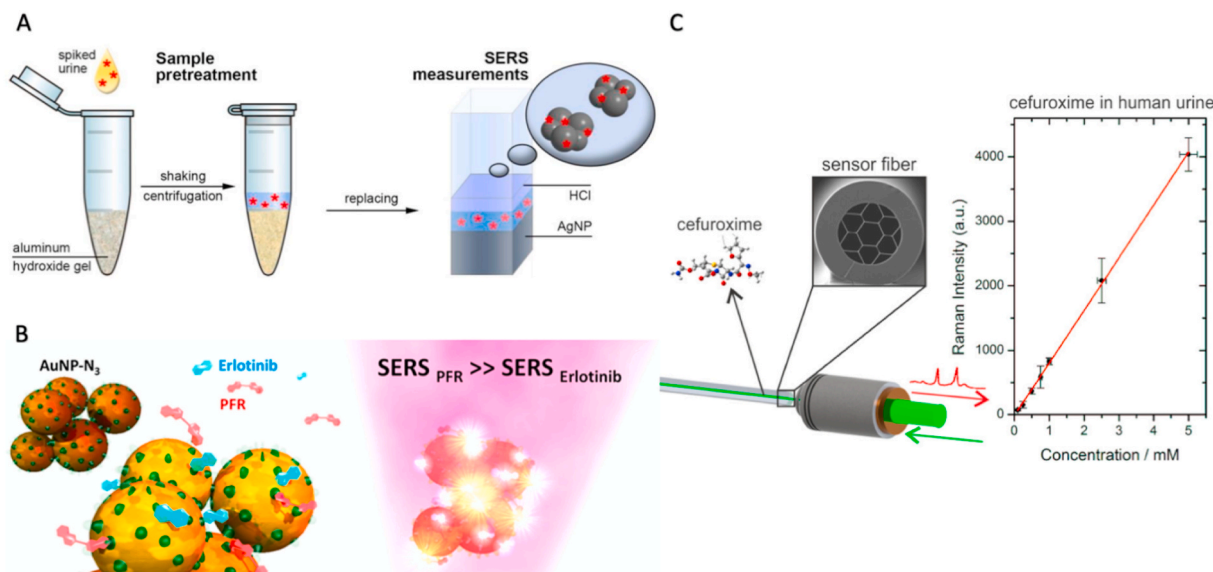 A
spiked
urine
Sample
pretreatment
shaking
centrifugation
aluminum
hydroxide gel
replacing
SERS
measurements
HCl
AgNP
B
AuNP-N₃
Erlotinib
PFR
SERS PFR >> SERS Erlotinib
C
cefuroxime in human urine
sensor fiber
cefuroxime
Raman Intensity (a.u.)
4000
3000
2000
1000
0
0 1 2 3 4 5
Concentration / mM